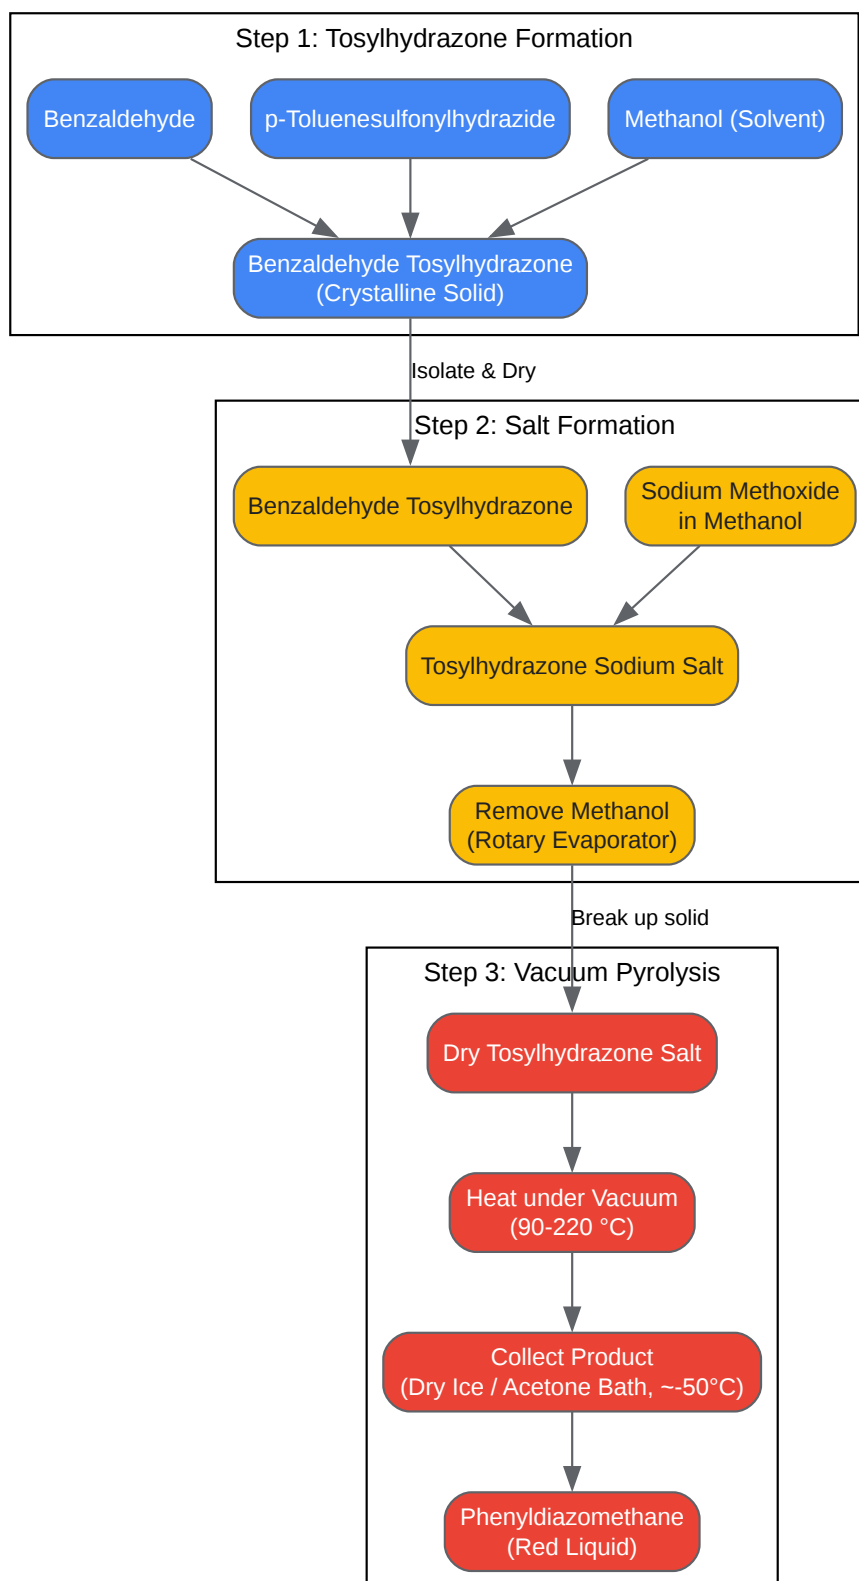 Step 1: Tosylhydrazone Formation
Benzaldehyde
p-Toluenesulfonylhydrazide
Methanol (Solvent)
Benzaldehyde Tosylhydrazone
(Crystalline Solid)
Isolate & Dry
Step 2: Salt Formation
Benzaldehyde Tosylhydrazone
Sodium Methoxide
in Methanol
Tosylhydrazone Sodium Salt
Remove Methanol
(Rotary Evaporator)
Break up solid
Step 3: Vacuum Pyrolysis
Dry Tosylhydrazone Salt
Heat under Vacuum
(90-220 °C)
Collect Product
(Dry Ice / Acetone Bath, ~-50°C)
Phenyldiazomethane
(Red Liquid)